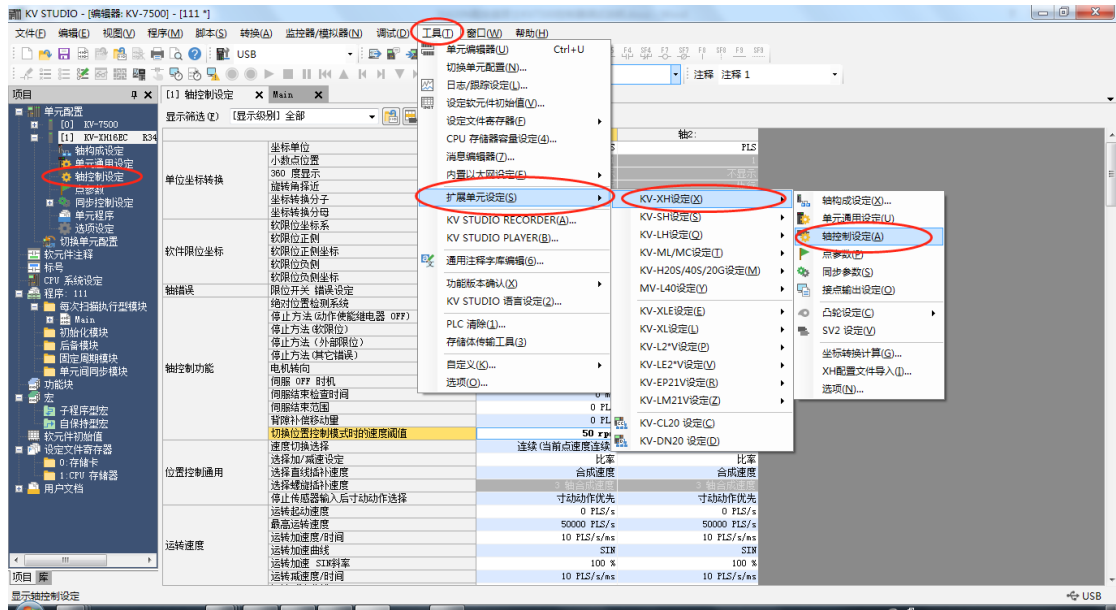 KV STUDIO - [编辑器: KV-7500] - [111 *]
文件(F) 编辑(E) 视图(V) 程序(M) 脚本(S) 转换(A) 监控器/模拟器(N) 调试(D) 工具(T) 窗口(W) 帮助(H)
USB
注释 注释 1
项目
[1] 轴控制设定
Main
显示筛选(F) [显示级别] 全部
单元配置
[0] KV-7500
[1] KV-XH16EC R34
轴构成设定
单元通用设定
轴控制设定
点参数
同步控制设定
单元程序
选项设定
切换单元配置
软元件注释
标号
CPU 系统设定
程序: 111
每次扫描执行型模块
Main
初始化模块
后备模块
固定周期模块
单元间同步模块
功能块
宏
子程序型宏
自保持型宏
软元件初始值
设定文件寄存器
0:存储卡
1:CPU 存储器
用户文档
项目 库
轴2:
单位坐标转换
坐标单位 PLS
小数点位置 1
360 度显示 不显示
旋转角择近
坐标转换分子
坐标转换分母
软件限位坐标
软限位坐标系
软限位正侧
软限位正侧坐标
软限位负侧
软限位负侧坐标
轴错误
限位开关 错误设定
轴控制功能
绝对位置检测系统
停止方法(动作使能继电器 OFF)
停止方法(软限位)
停止方法 (外部限位)
停止方法(其它错误)
电机转向
伺服 OFF 时机
伺服结束检查时间
伺服结束范围 0 PL
背隙补偿移动量 0 PL
切换位置控制模式时的速度阈值 50 rp
位置控制通用
速度切换选择 连续(当前点速度连续
选择加/减速设定 比率 比率
选择直线插补速度 合成速度 合成速度
选择螺旋插补速度 3 轴合成速度 3 轴合成速度
停止传感器输入后寸动动作选择 寸动动作优先 寸动动作优先
运转速度
运转起动速度 0 PLS/s 0 PLS/s
最高运转速度 50000 PLS/s 50000 PLS/s
运转加速度/时间 10 PLS/s/ms 10 PLS/s/ms
运转加速曲线 SIN SIN
运转加速 SIN斜率 100 % 100 %
运转减速度/时间 10 PLS/s/ms 10 PLS/s/ms
单元编辑器(U) Ctrl+U
切换单元配置(N)...
日志/跟踪设定(L)...
设定软元件初始值(V)...
设定文件寄存器(F)
CPU 存储器容量设定(4)...
消息编辑器(7)...
内置以太网设定(E)
扩展单元设定(S)
KV STUDIO RECORDER(A)...
KV STUDIO PLAYER(B)...
通用注释字库编辑(6)...
功能版本确认(X)
KV STUDIO 语言设定(2)...
PLC 清除(1)...
存储体传输工具(3)
自定义(K)...
选项(O)...
KV-XH设定(X)
KV-SH设定(S)
KV-LH设定(Q)
KV-ML/MC设定(T)
KV-H20S/40S/20G设定(M)
MV-L40设定(Y)
KV-XLE设定(E)
KV-XL设定(L)
KV-L2*V设定(P)
KV-LE2*V设定(V)
KV-EP21V设定(R)
KV-LM21V设定(Z)
KV-CL20 设定(C)
KV-DN20 设定(D)
轴构成设定(X)...
单元通用设定(U)
轴控制设定(A)
点参数(P)
同步参数(S)
接点输出设定(O)
凸轮设定(C)
SV2 设定(V)
坐标转换计算(G)...
XH配置文件导入(I)...
选项(N)...
显示轴控制设定
USB